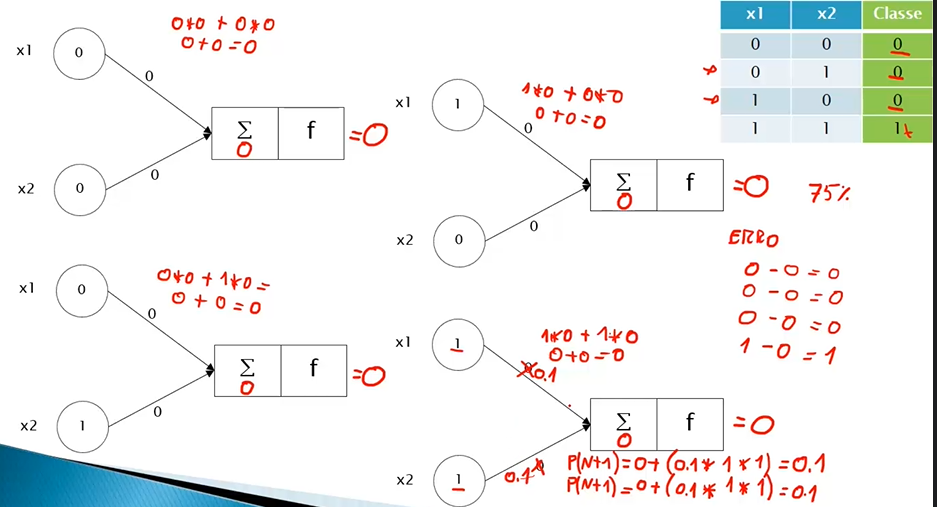 x1 0
0*0 + 0*0
0+0=0
0
Σ f =0
0
x2 0
0
x1 0
0*0 + 1*0 =
0 + 0 = 0
0
Σ f =0
0
x2 1
0
x1 1
1*0 + 0*0
0+0=0
0
Σ f =0
0
x2 0
0
x1 1
1*0 + 1*0
0+0=0
0 0.1
Σ f =0
0
x2 1
0.1 0
P(N+1)=0+(0.1*1*1)=0.1
P(N+1)=0+(0.1*1*1)=0.1
x1 x2 Classe
0 0 0
0 1 0
1 0 0
1 1 1
75%
ERRO
0 - 0 = 0
0 - 0 = 0
0 - 0 = 0
1 - 0 = 1